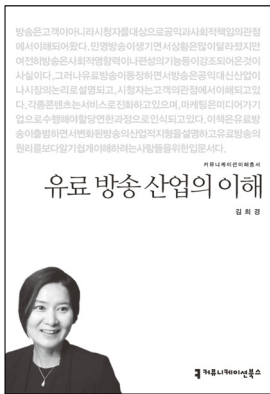 방송은고객이아니라시청자를대상으로공익과사회적책임의관점
에서이해되어왔다.민영방송이생기면서상황은많이달라졌지만
여전히방송은사회적영향력이나편성의기능등이강조되어온것이
사실이다.그러나유료방송이등장하면서방송은공익대신산업이
나시장의논리로설명되고,시청자는고객의관점에서이해되고있
다.각종콘텐츠는서비스로진화하고있으며,마케팅은미디어가기
업으로수행해야할당연한과정으로인식되고있다.이책은유료방
송이출범하면서변화된방송의산업적지형을설명하고유료방송의
원리를보다알기쉽게이해하려는사람들을위한입문서다.
커뮤니케이션이해총서
유료 방송 산업의 이해
김희경
커뮤니케이션북스